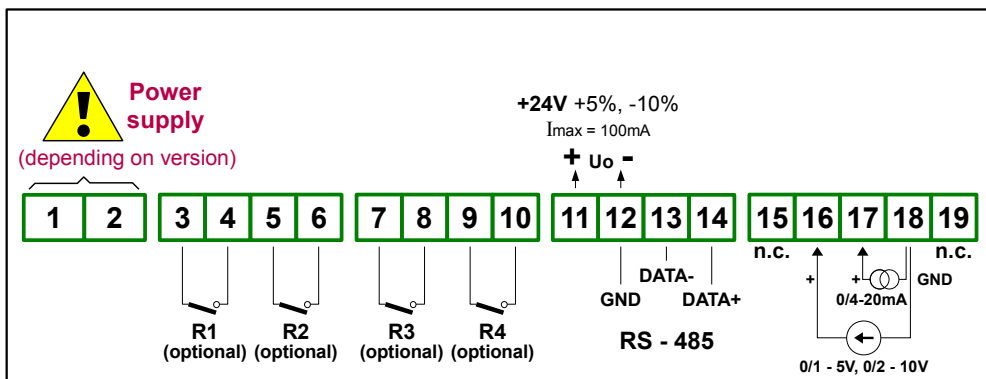 Power
supply
(depending on version)
+24V +5%, -10%
Imax = 100mA
+ Uo -
1 2 3 4 5 6 7 8 9 10 11 12 13 14 15 16 17 18 19
n.c. n.c.
+ + GND
0/4-20mA
DATA-
GND DATA+
R1 R2 R3 R4
(optional) (optional) (optional) (optional)
RS - 485
0/1 - 5V, 0/2 - 10V